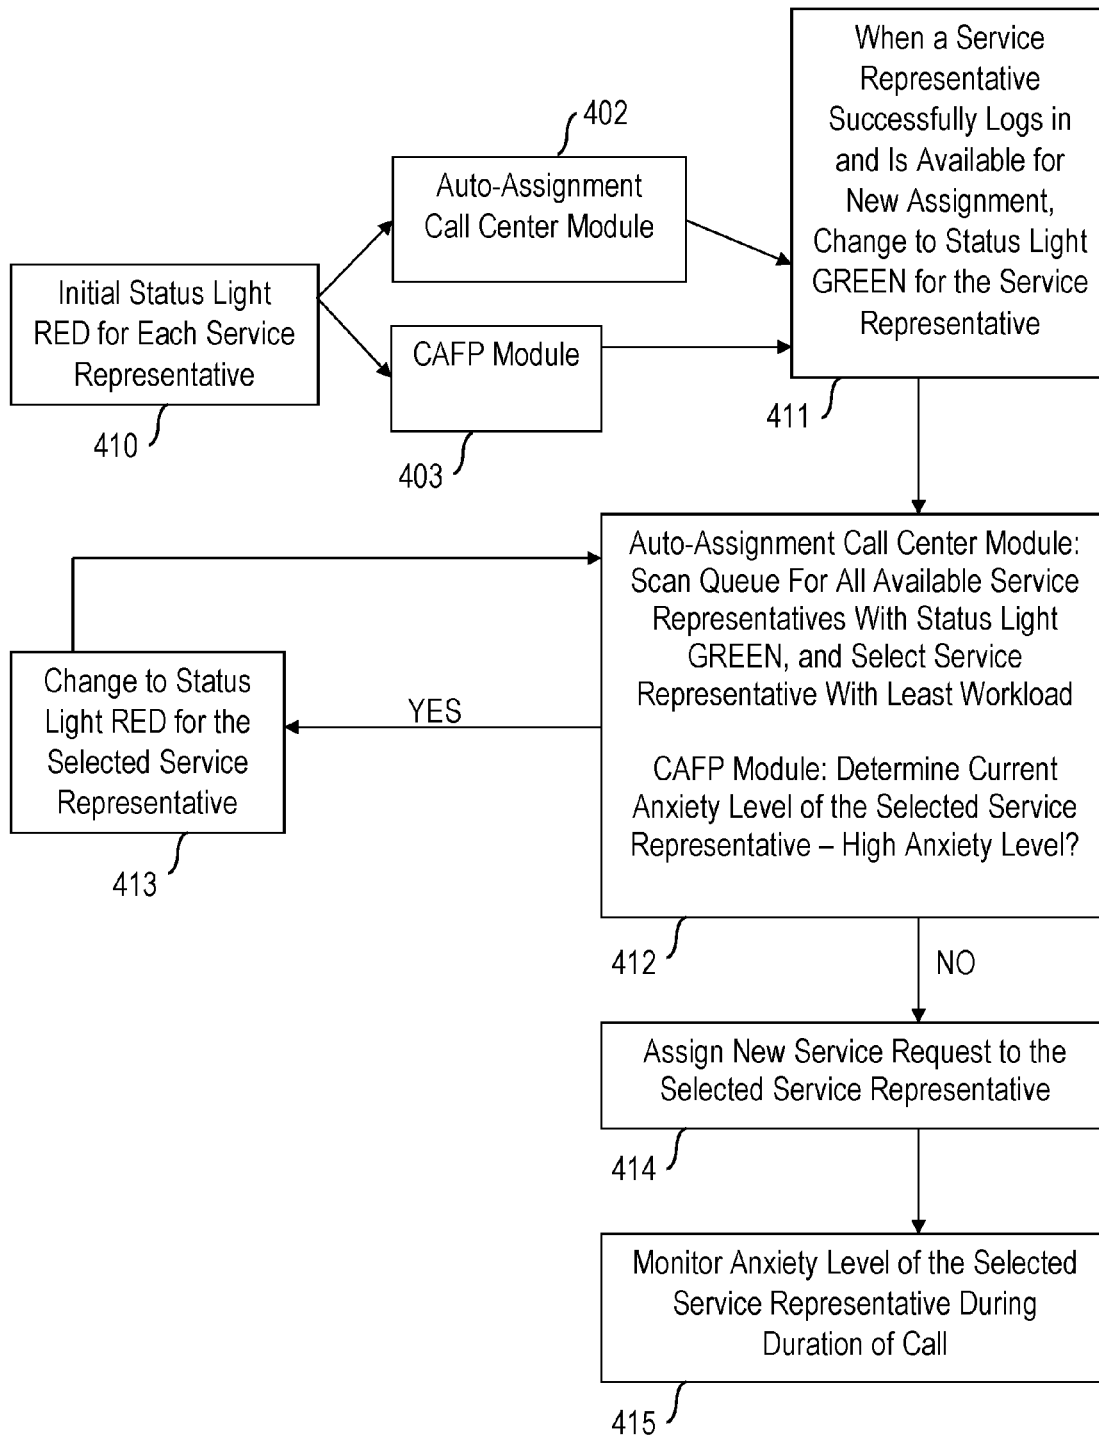 When a Service
Representative
Successfully Logs in
and Is Available for
New Assignment,
Change to Status Light
GREEN for the Service
Representative
411
402
Auto-Assignment
Call Center Module
Initial Status Light
RED for Each Service
Representative
410
CAFP Module
403
Auto-Assignment Call Center Module:
Scan Queue For All Available Service
Representatives With Status Light
GREEN, and Select Service
Representative With Least Workload
CAFP Module: Determine Current
Anxiety Level of the Selected Service
Representative – High Anxiety Level?
412
YES
Change to Status
Light RED for the
Selected Service
Representative
413
NO
Assign New Service Request to the
Selected Service Representative
414
Monitor Anxiety Level of the Selected
Service Representative During
Duration of Call
415